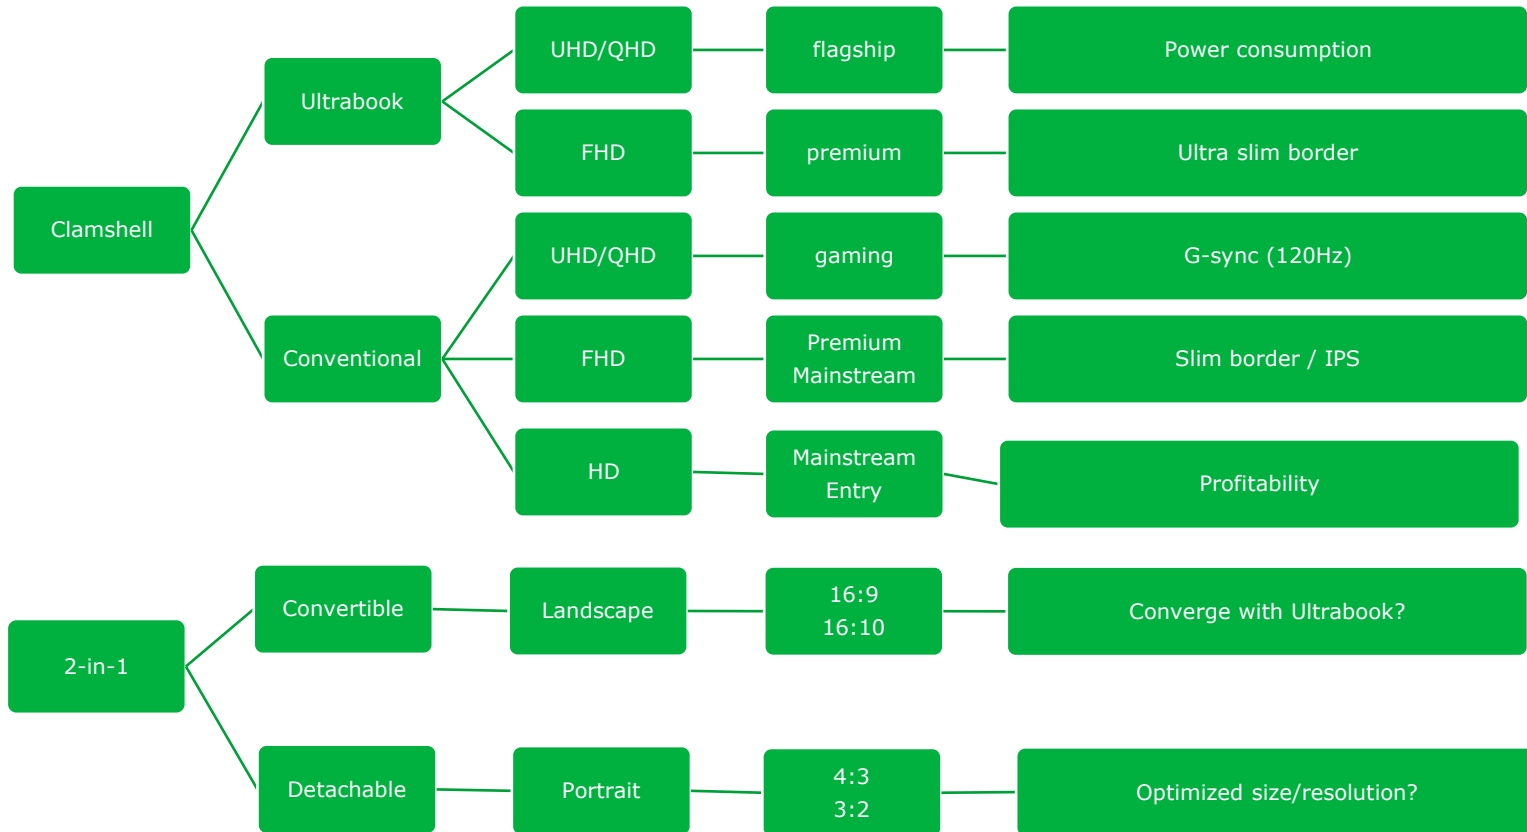 UHD/QHD
flagship
Power consumption
Ultrabook
FHD
premium
Ultra slim border
Clamshell
UHD/QHD
gaming
G-sync (120Hz)
Conventional
FHD
Premium
Mainstream
Slim border / IPS
HD
Mainstream
Entry
Profitability
2-in-1
Convertible
Landscape
16:9
16:10
Converge with Ultrabook?
Detachable
Portrait
4:3
3:2
Optimized size/resolution?